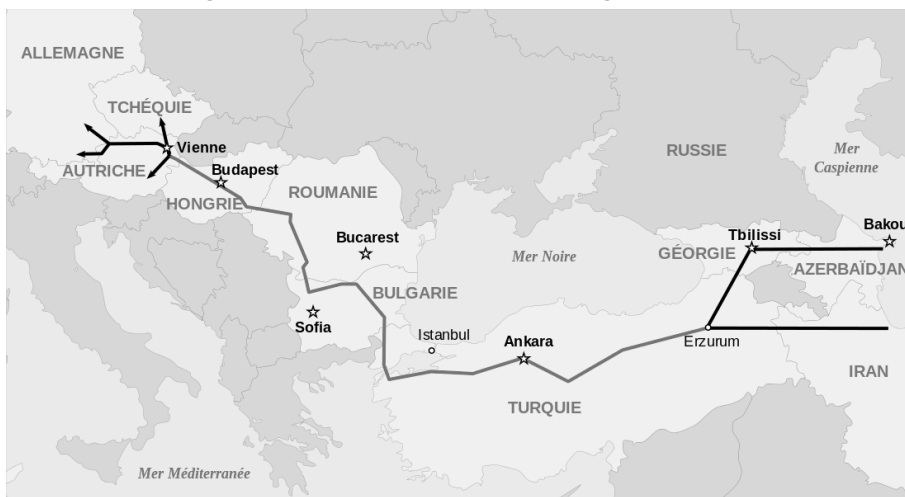 ALLEMAGNE
TCHÉQUIE
Vienne
AUTRICHE
Budapest
HONGRIE
ROUMANIE
Bucarest
BULGARIE
Sofia
Istanbul
Ankara
TURQUIE
Mer Noire
RUSSIE
Mer
Caspienne
Tbilissi
GÉORGIE
Bakou
AZERBAÏDJAN
Erzurum
IRAN
Mer Méditerranée